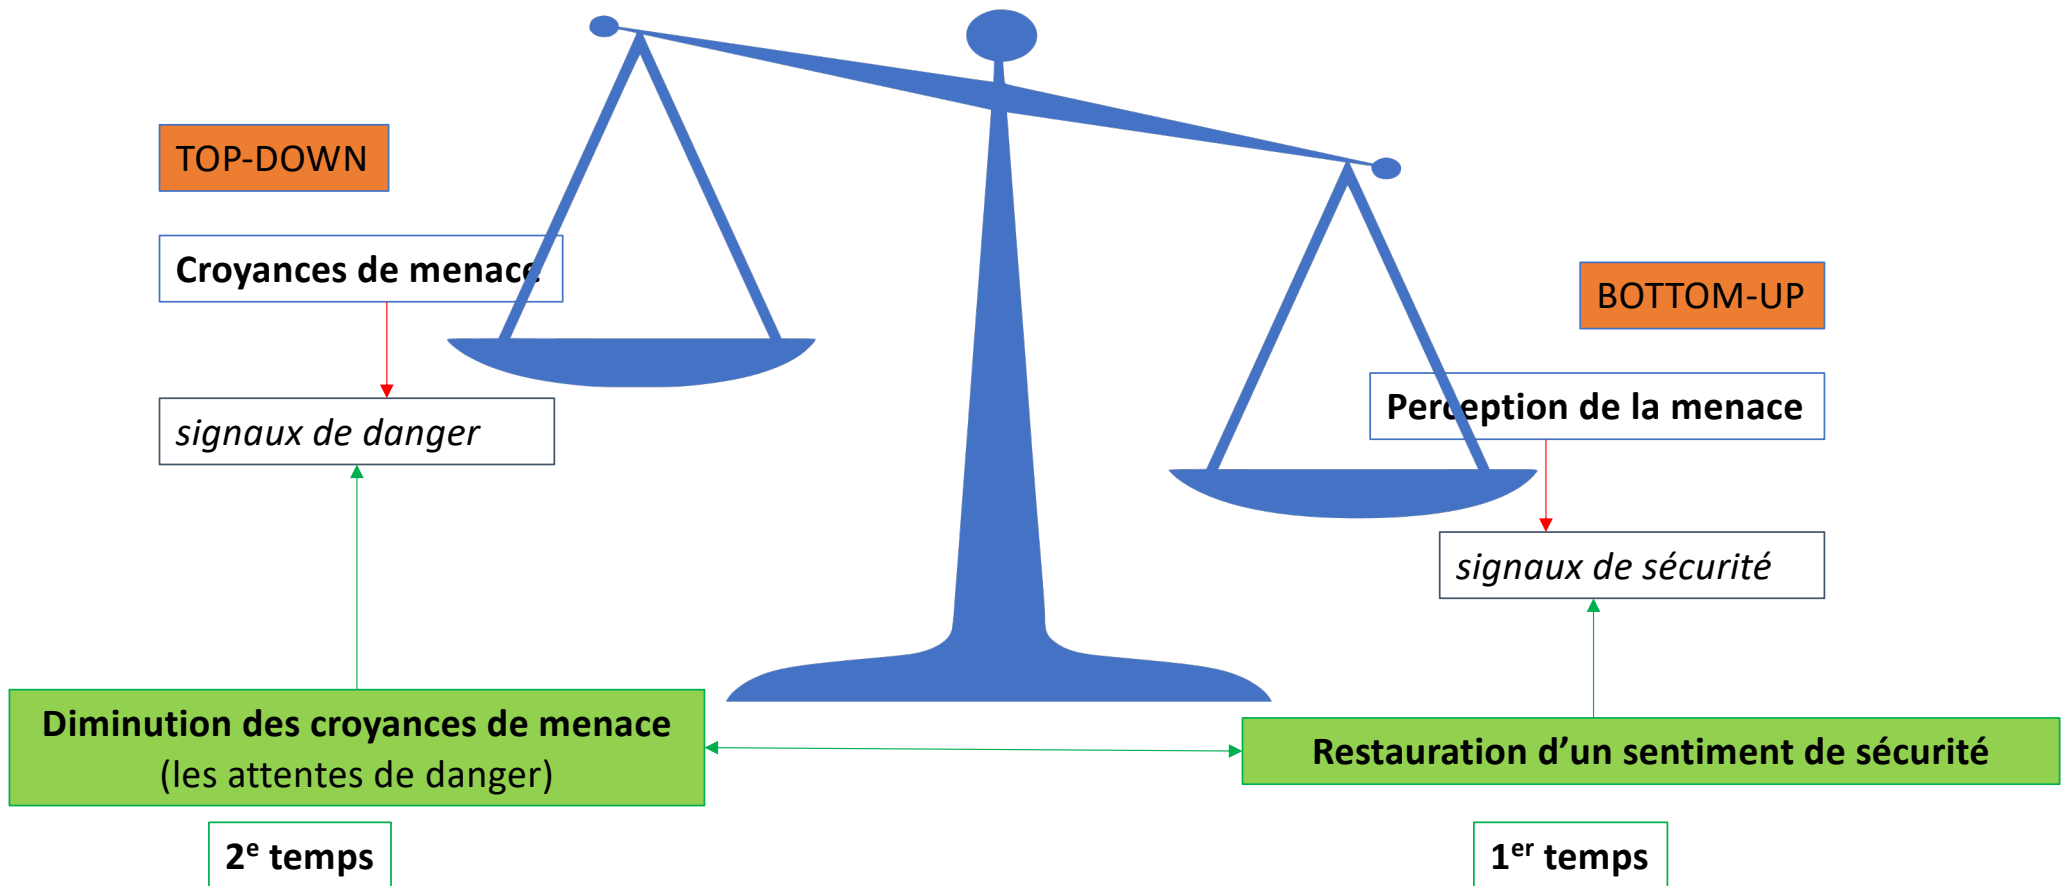 TOP-DOWN
Croyances de menace
signaux de danger
BOTTOM-UP
Perception de la menace
signaux de sécurité
Diminution des croyances de menace
(les attentes de danger)
2e temps
Restauration d’un sentiment de sécurité
1er temps